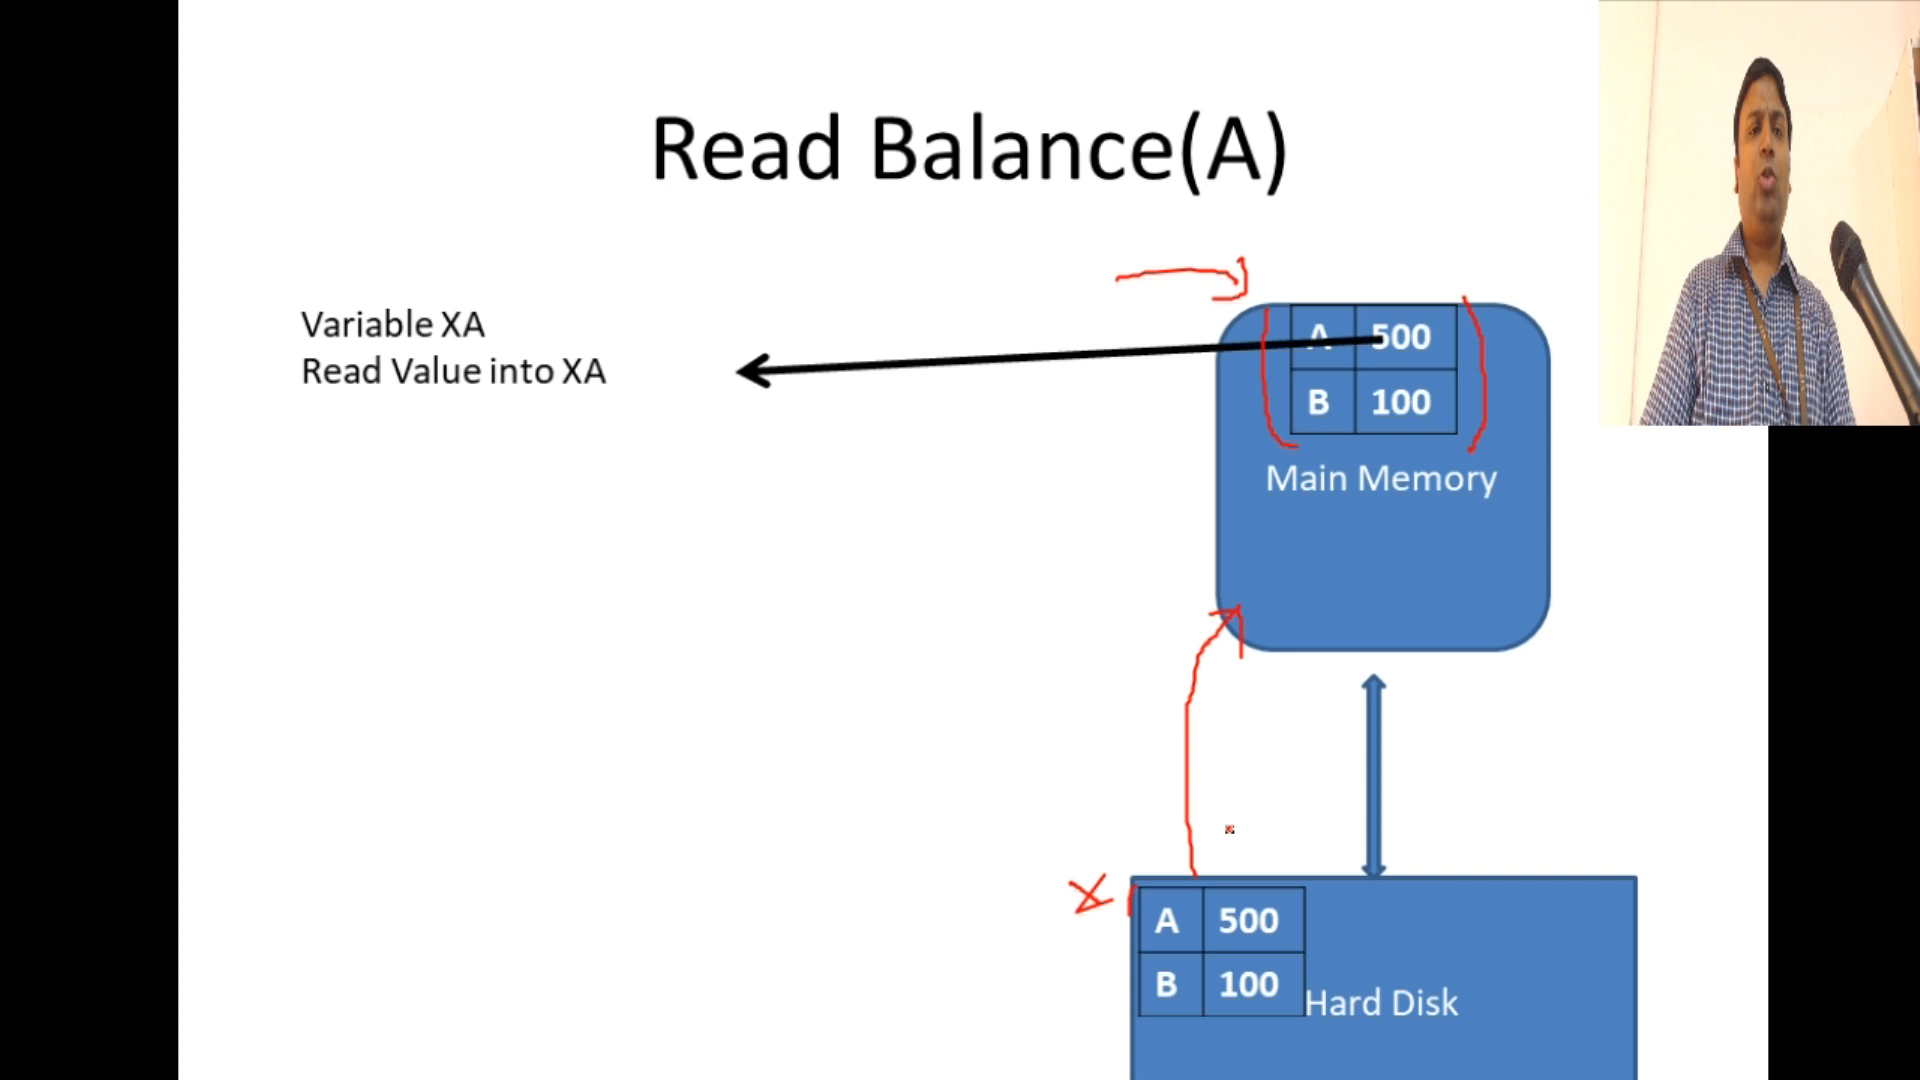 Read Balance(A)
Variable XA
Read Value into XA
A 500
B 100
Main Memory
A 500
B 100
Hard Disk